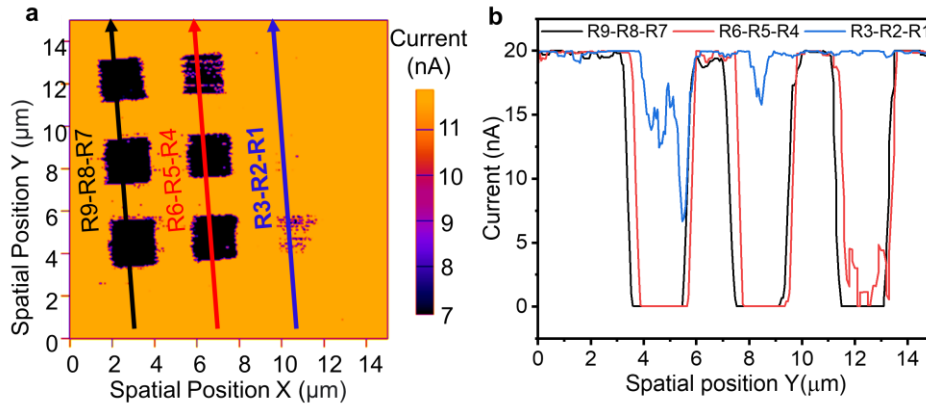 a
Current
(nA)
11
10
9
8
7
R9-R8-R7
R6-R5-R4
R3-R2-R1
Spatial Position Y (μm)
14
12
10
8
6
4
2
0
0 2 4 6 8 10 12 14
Spatial Position X (μm)
b
R9-R8-R7 R6-R5-R4 R3-R2-R1
Current (nA)
20
15
10
5
0
0 2 4 6 8 10 12 14
Spatial position Y(μm)